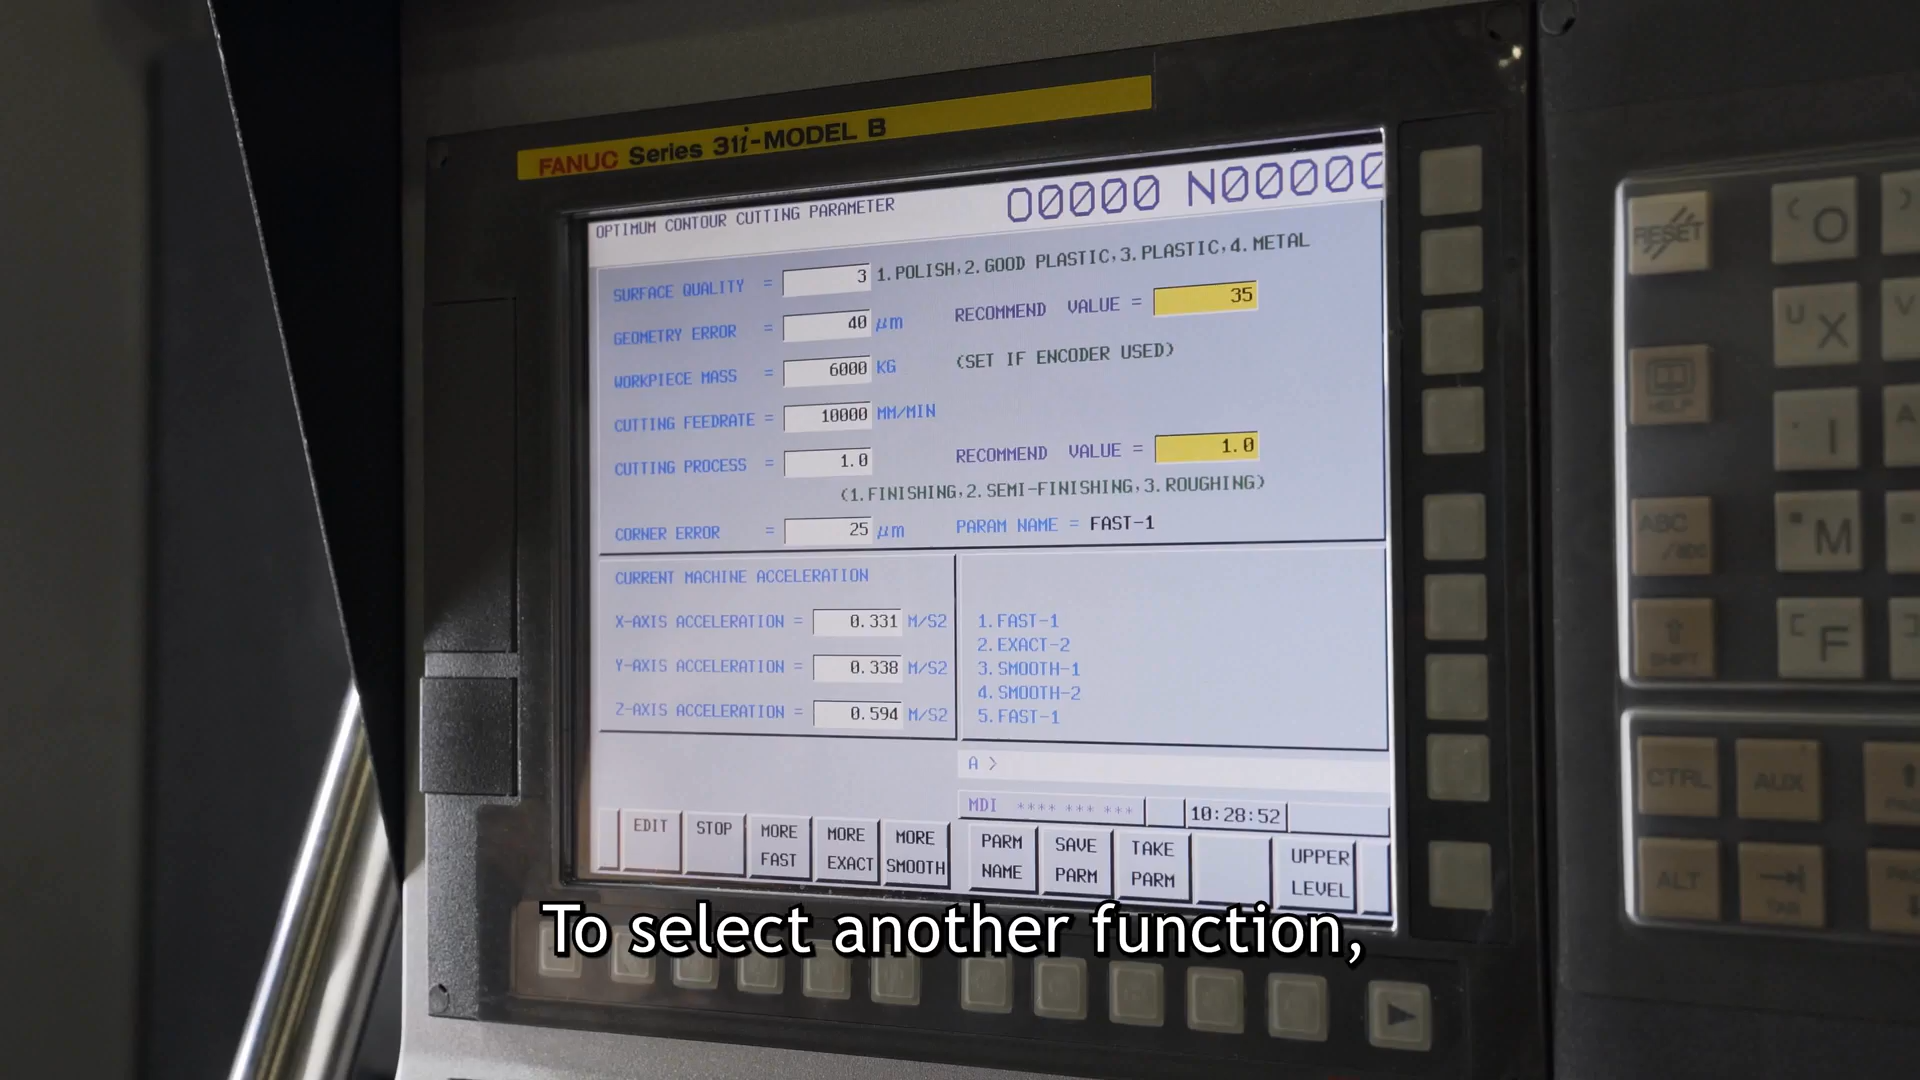 FANUC Series 31i-MODEL B
OPTIMUM CONTOUR CUTTING PARAMETER
O0000 N00000
SURFACE QUALITY = 3 1.POLISH,2.GOOD PLASTIC,3.PLASTIC,4.METAL
GEOMETRY ERROR = 40 μm RECOMMEND VALUE = 35
WORKPIECE MASS = 6000 KG (SET IF ENCODER USED)
CUTTING FEEDRATE = 10000 MM/MIN
CUTTING PROCESS = 1.0 RECOMMEND VALUE = 1.0
(1.FINISHING,2.SEMI-FINISHING,3.ROUGHING)
CORNER ERROR = 25 μm PARAM NAME = FAST-1
CURRENT MACHINE ACCELERATION
X-AXIS ACCELERATION = 0.331 M/S2
Y-AXIS ACCELERATION = 0.338 M/S2
Z-AXIS ACCELERATION = 0.594 M/S2
1.FAST-1
2.EXACT-2
3.SMOOTH-1
4.SMOOTH-2
5.FAST-1
A >
MDI **** *** *** 10:28:52
EDIT
STOP
MORE FAST
MORE EXACT
MORE SMOOTH
PARM NAME
SAVE PARM
TAKE PARM
UPPER LEVEL
To select another function,
RESET
( O
)
HELP
U X
V
I
A
ABC
M
SHIFT
[ F
]
CTRL
AUX
ALT
TAB